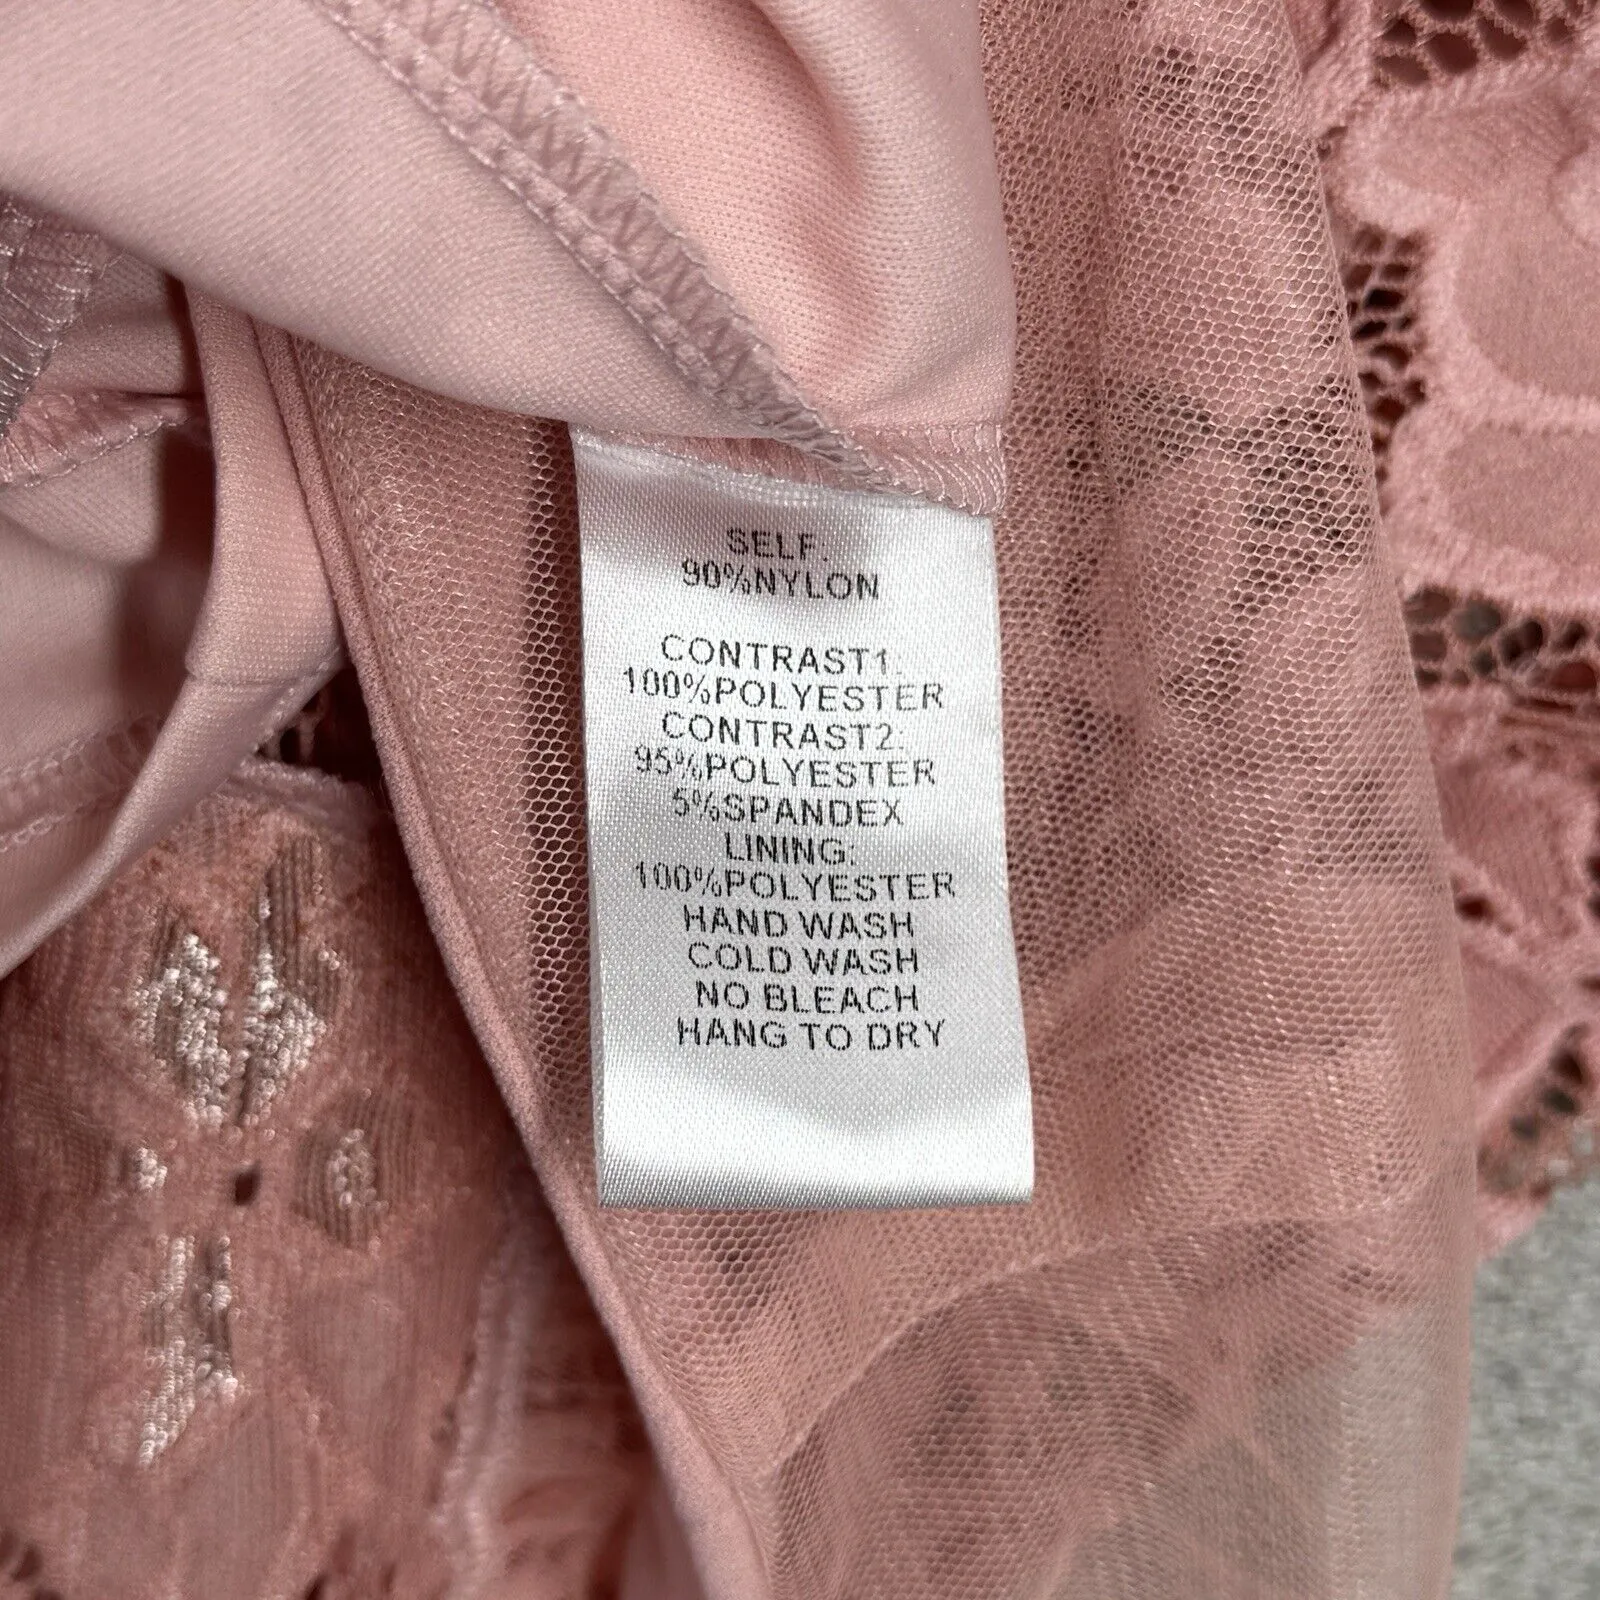 SELF:
90%NYLON
CONTRAST1:
100%POLYESTER
CONTRAST2:
95%POLYESTER
5%SPANDEX
LINING:
100%POLYESTER
HAND WASH
COLD WASH
NO BLEACH
HANG TO DRY